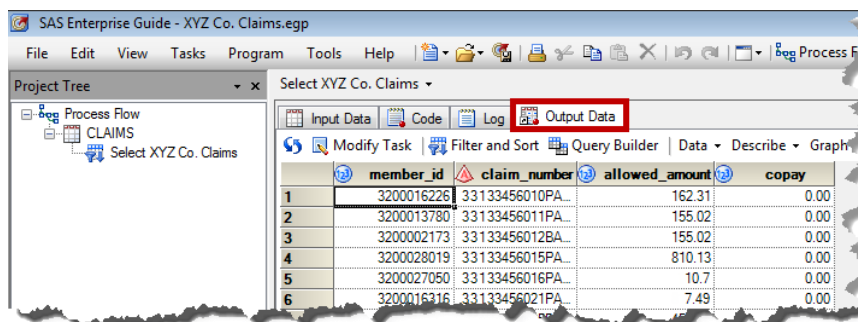 SAS Enterprise Guide - XYZ Co. Claims.egp
File Edit View Tasks Program Tools Help Process F
Project Tree
Select XYZ Co. Claims
Process Flow
CLAIMS
Select XYZ Co. Claims
Input Data Code Log Output Data
Modify Task Filter and Sort Query Builder Data Describe Graph
member_id claim_number allowed_amount copay
1 3200016226 33133456010PA... 162.31 0.00
2 3200013780 33133456011PA... 155.02 0.00
3 3200002173 33133456012BA... 155.02 0.00
4 3200028019 33133456015PA... 810.13 0.00
5 3200027050 33133456016PA... 10.7 0.00
6 3200016316 33133456021PA... 7.49 0.00